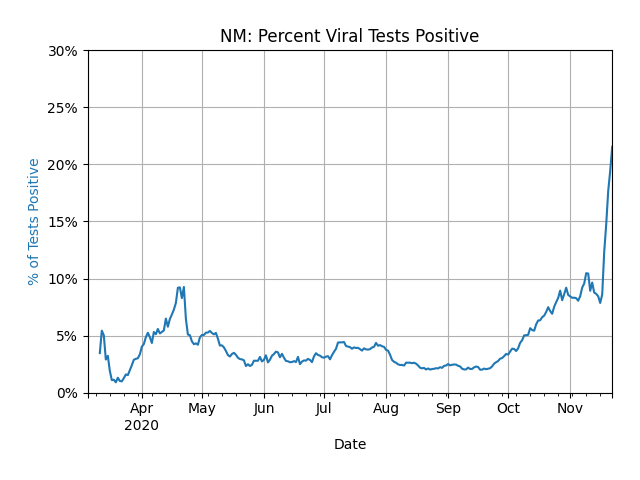 NM: Percent Viral Tests Positive
30%
25%
20%
15%
10%
5%
0%
% of Tests Positive
Apr May Jun Jul Aug Sep Oct Nov
2020
Date